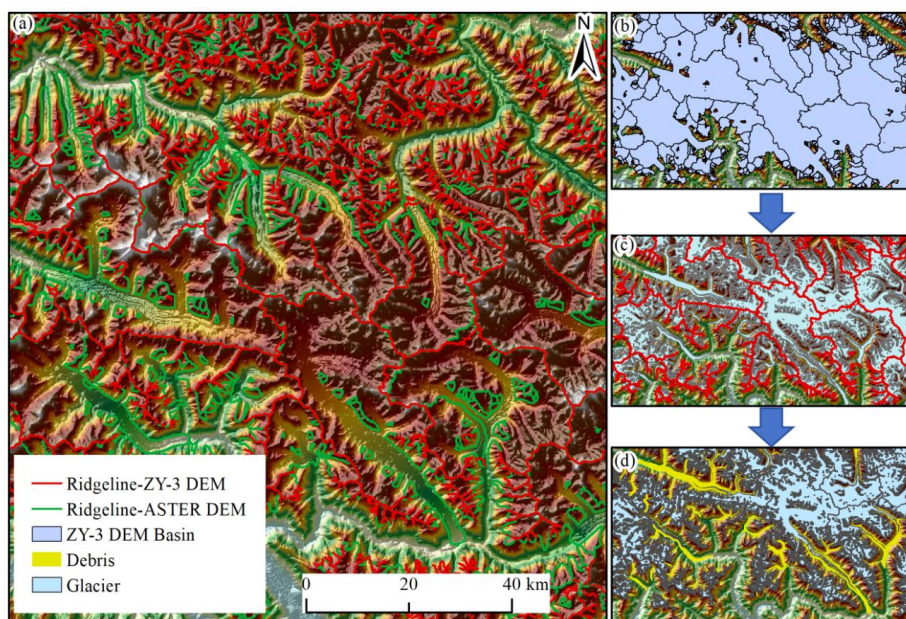 (a)
N
(b)
(c)
(d)
Ridgeline-ZY-3 DEM
Ridgeline-ASTER DEM
ZY-3 DEM Basin
Debris
Glacier
0 20 40 km